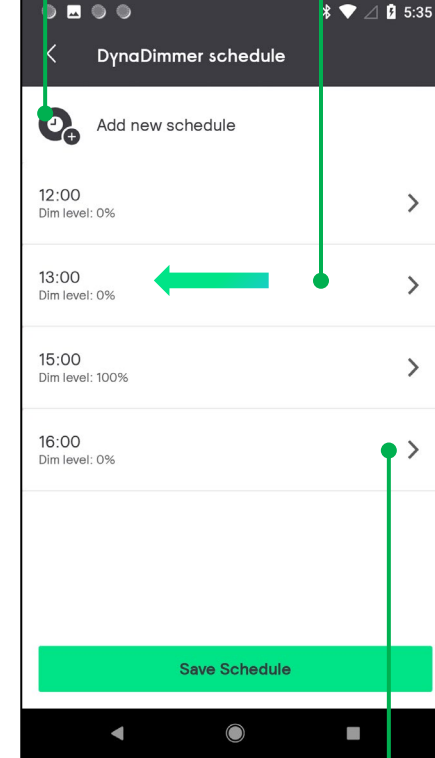 5:35
DynaDimmer schedule
Add new schedule
12:00
Dim level: 0%
13:00
Dim level: 0%
15:00
Dim level: 100%
16:00
Dim level: 0%
Save Schedule